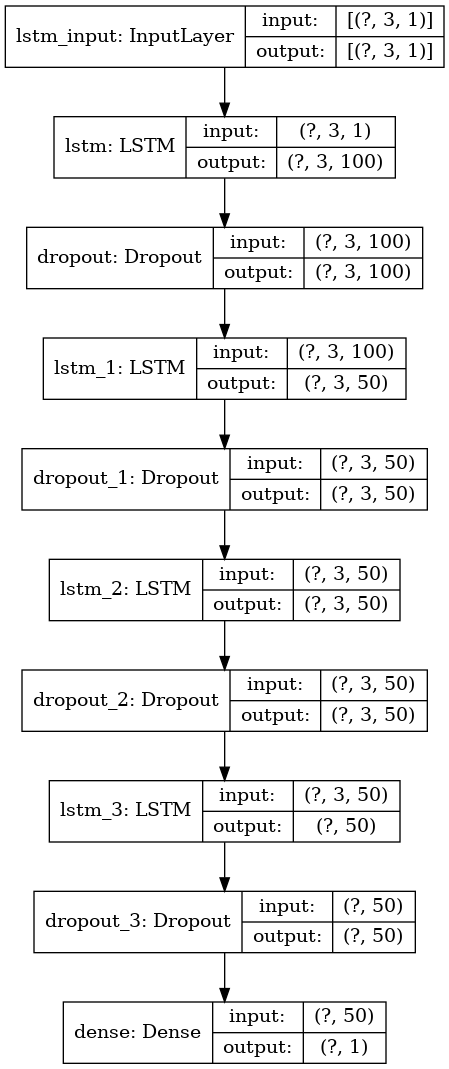 lstm_input: InputLayer
input: [(?, 3, 1)]
output: [(?, 3, 1)]
lstm: LSTM
input: (?, 3, 1)
output: (?, 3, 100)
dropout: Dropout
input: (?, 3, 100)
output: (?, 3, 100)
lstm_1: LSTM
input: (?, 3, 100)
output: (?, 3, 50)
dropout_1: Dropout
input: (?, 3, 50)
output: (?, 3, 50)
lstm_2: LSTM
input: (?, 3, 50)
output: (?, 3, 50)
dropout_2: Dropout
input: (?, 3, 50)
output: (?, 3, 50)
lstm_3: LSTM
input: (?, 3, 50)
output: (?, 50)
dropout_3: Dropout
input: (?, 50)
output: (?, 50)
dense: Dense
input: (?, 50)
output: (?, 1)